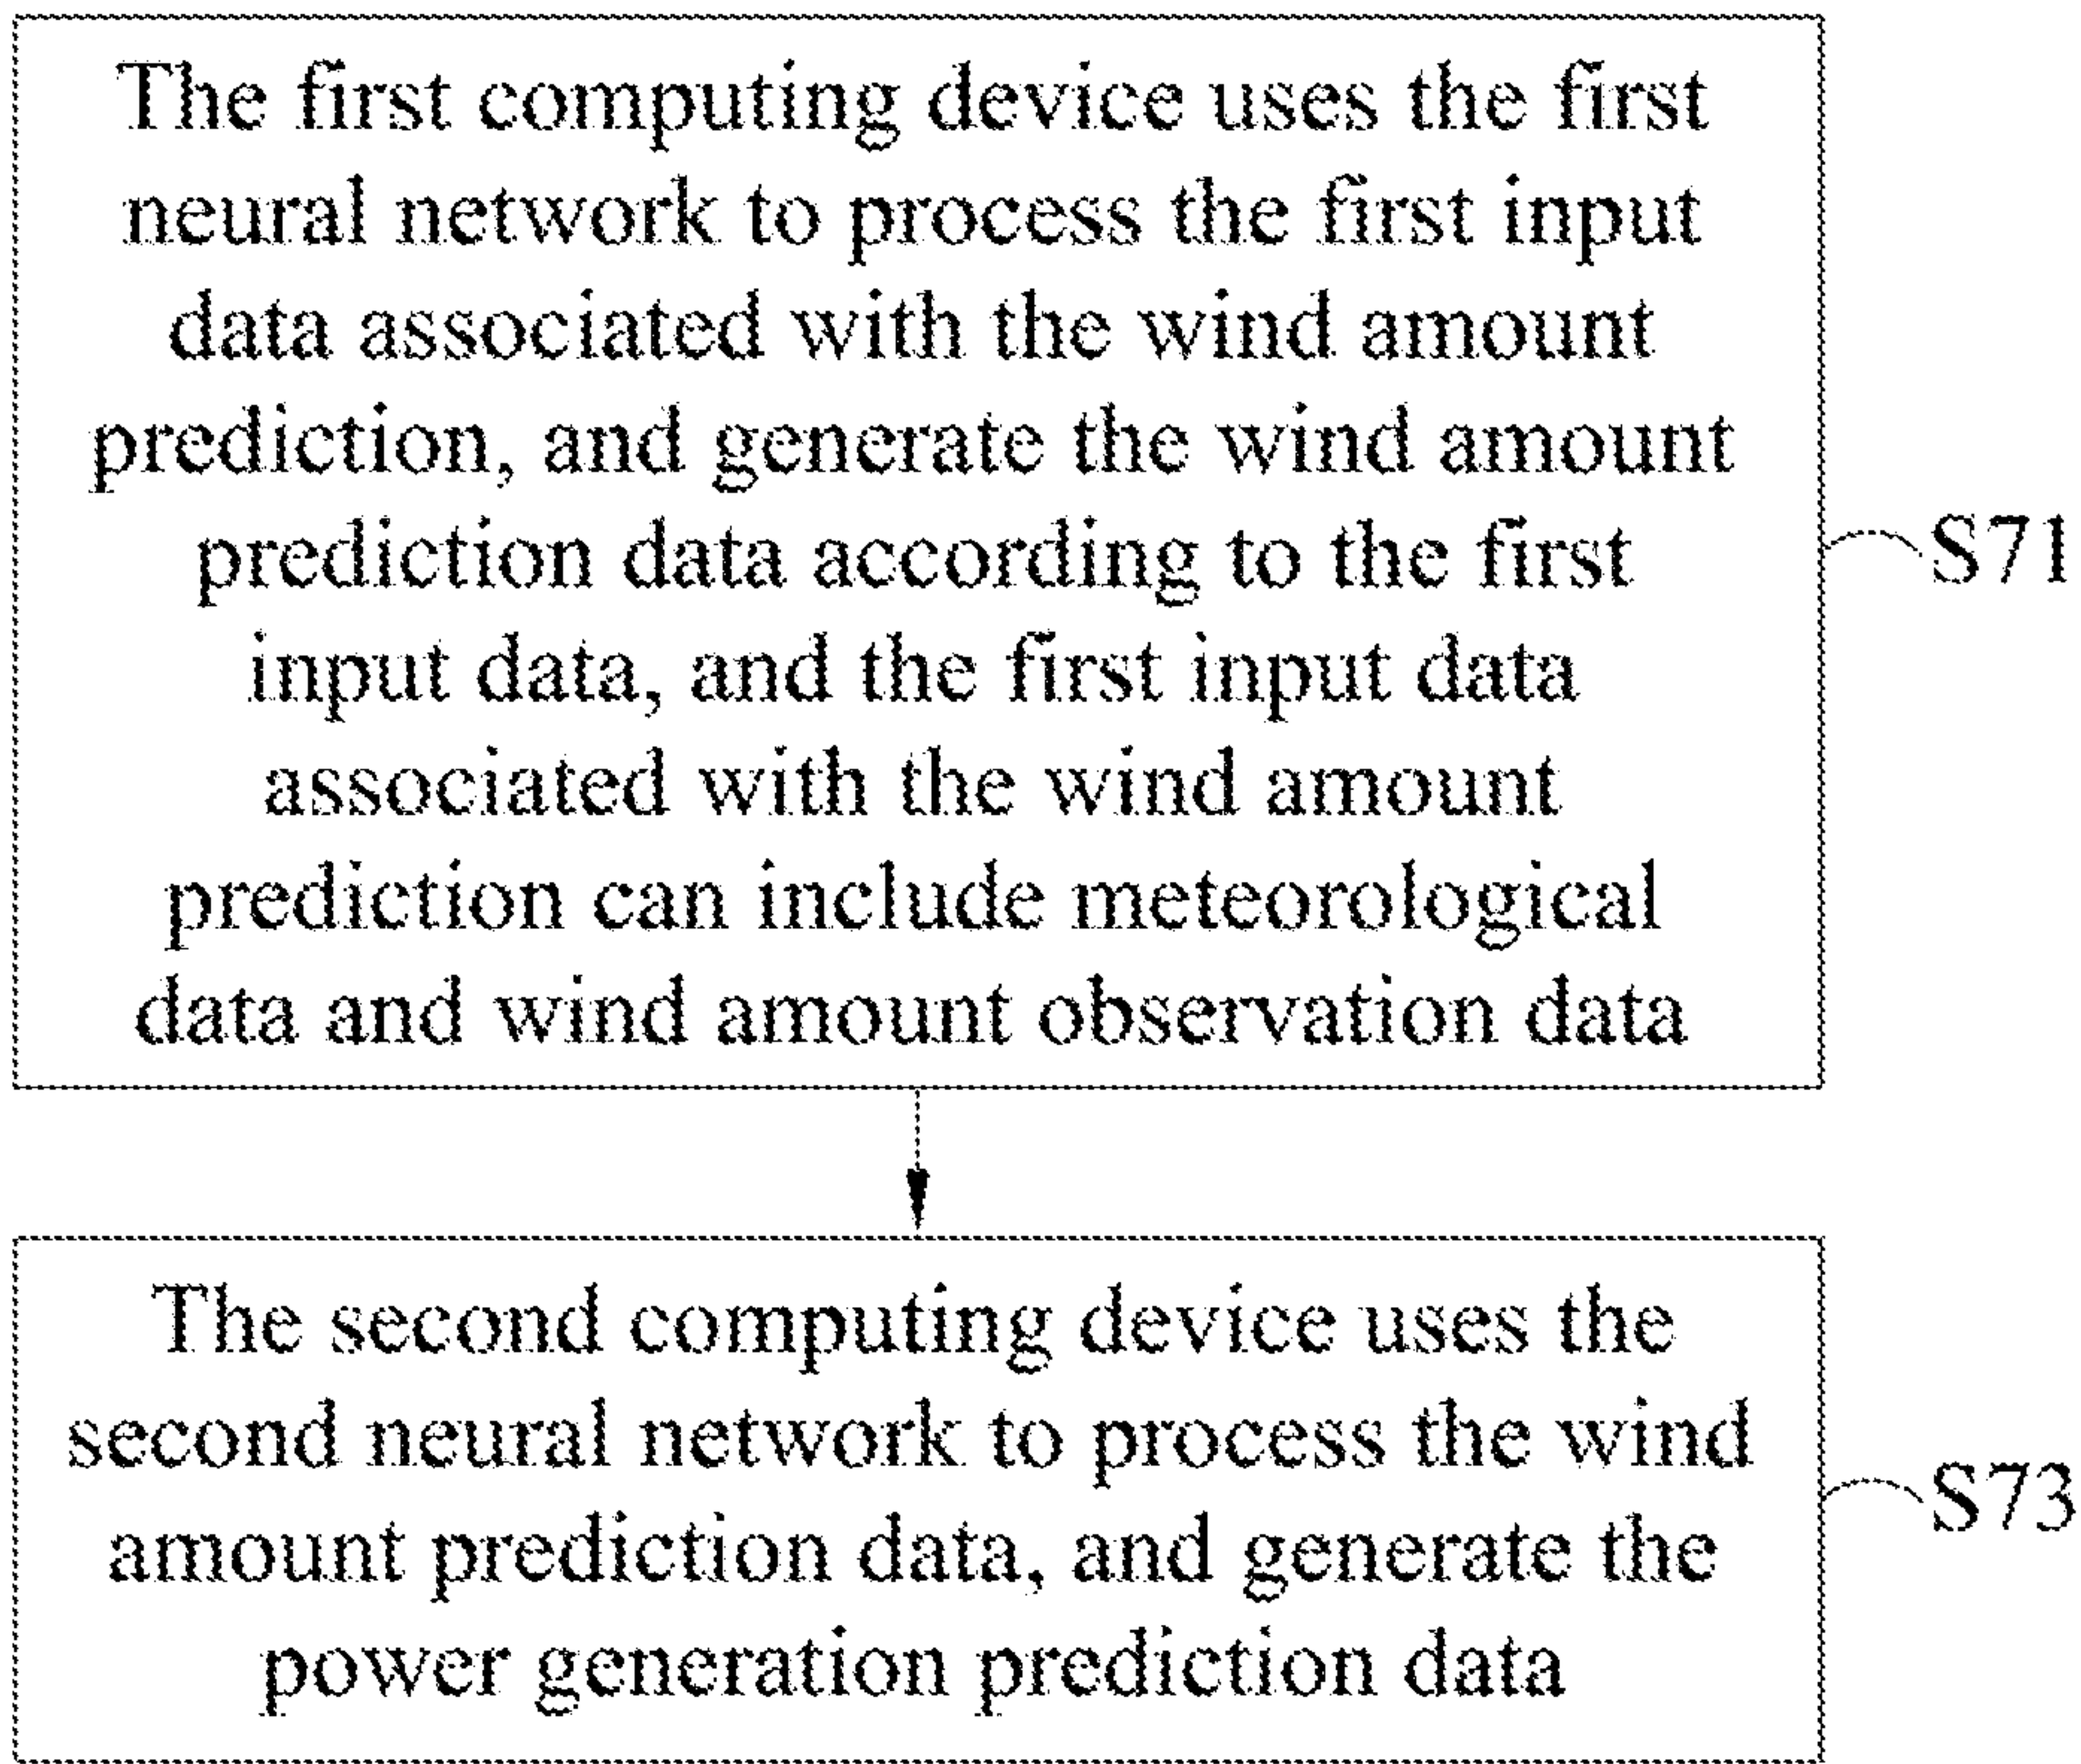 The first computing device uses the first
neural network to process the first input
data associated with the wind amount
prediction, and generate the wind amount
prediction data according to the first
input data, and the first input data
associated with the wind amount
prediction can include meteorological
data and wind amount observation data
S71
The second computing device uses the
second neural network to process the wind
amount prediction data, and generate the
power generation prediction data
S73